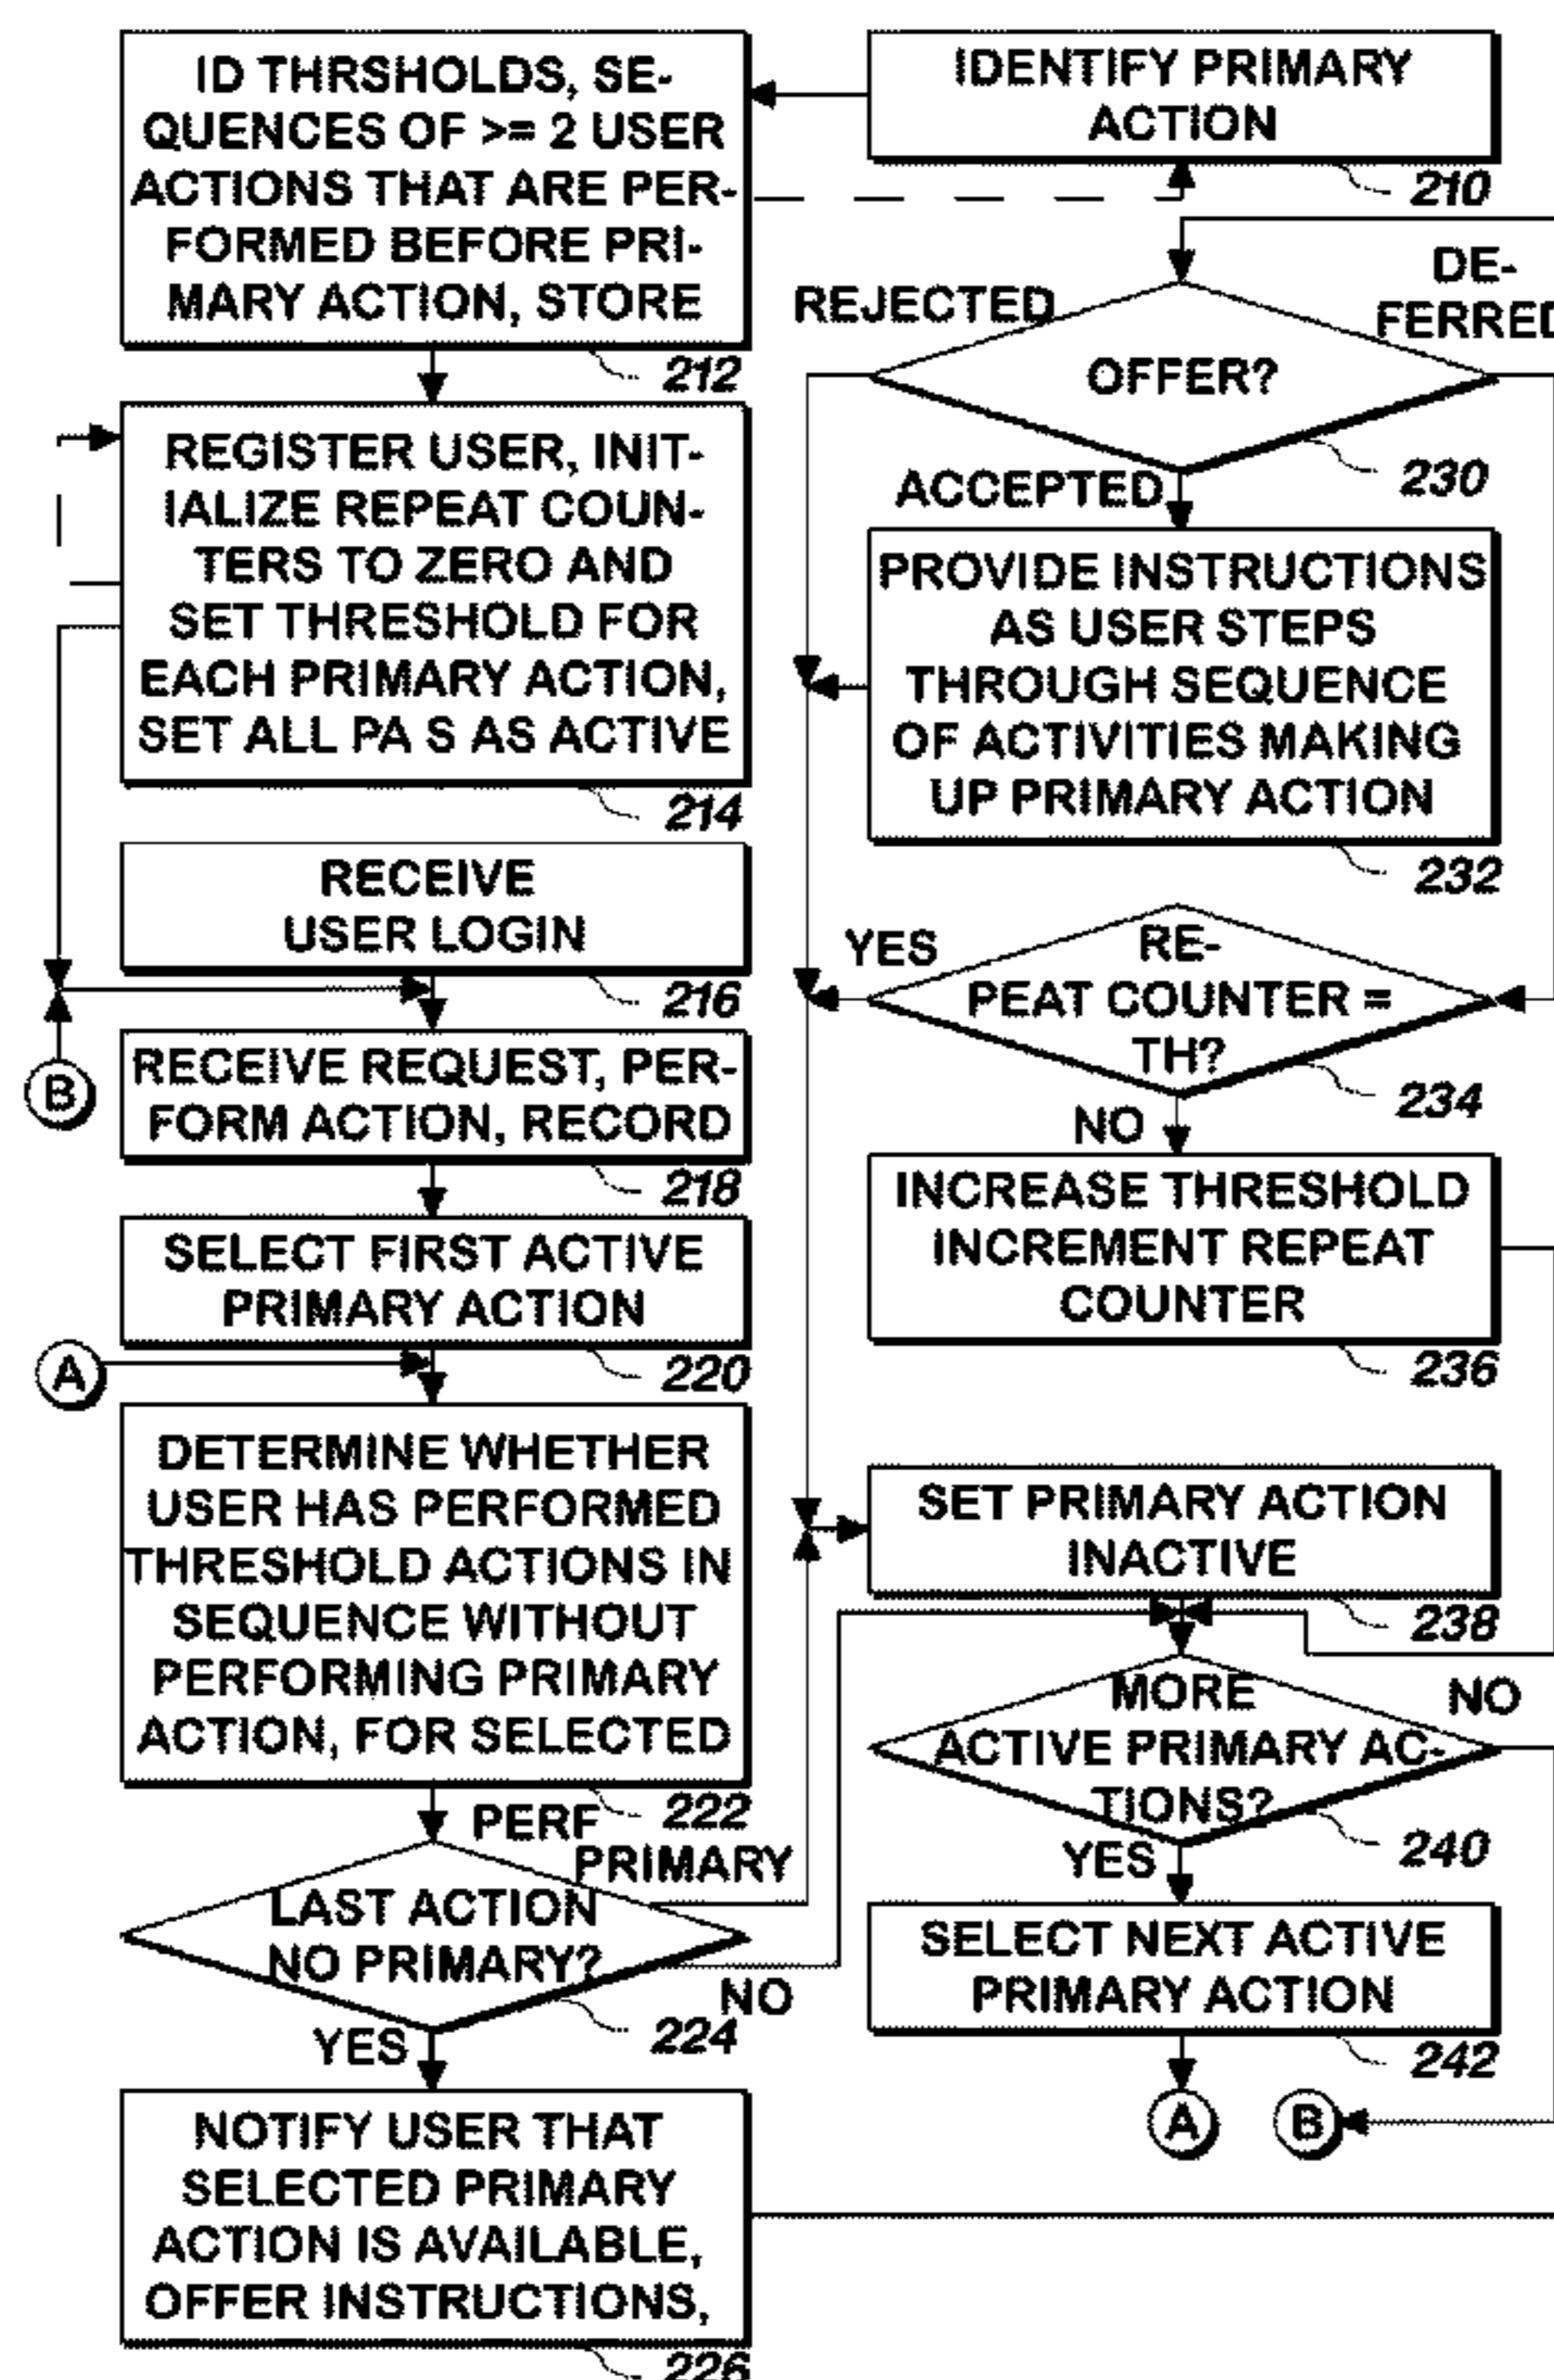 ID THRSHOLDS, SE-
QUENCES OF >= 2 USER
ACTIONS THAT ARE PER-
FORMED BEFORE PRI-
MARY ACTION, STORE
212
REGISTER USER, INIT-
IALIZE REPEAT COUN-
TERS TO ZERO AND
SET THRESHOLD FOR
EACH PRIMARY ACTION,
SET ALL PA S AS ACTIVE
214
RECEIVE
USER LOGIN
216
B
RECEIVE REQUEST, PER-
FORM ACTION, RECORD
218
SELECT FIRST ACTIVE
PRIMARY ACTION
220
A
DETERMINE WHETHER
USER HAS PERFORMED
THRESHOLD ACTIONS IN
SEQUENCE WITHOUT
PERFORMING PRIMARY
ACTION, FOR SELECTED
222
PERF
PRIMARY
LAST ACTION
NO PRIMARY?
NO
224
YES
NOTIFY USER THAT
SELECTED PRIMARY
ACTION IS AVAILABLE,
OFFER INSTRUCTIONS,
226
IDENTIFY PRIMARY
ACTION
210
REJECTED
DE-
FERRED
OFFER?
230
ACCEPTED
PROVIDE INSTRUCTIONS
AS USER STEPS
THROUGH SEQUENCE
OF ACTIVITIES MAKING
UP PRIMARY ACTION
232
YES
RE-
PEAT COUNTER =
TH?
234
NO
INCREASE THRESHOLD
INCREMENT REPEAT
COUNTER
236
SET PRIMARY ACTION
INACTIVE
238
MORE
ACTIVE PRIMARY AC-
TIONS?
NO
240
YES
SELECT NEXT ACTIVE
PRIMARY ACTION
242
A
B